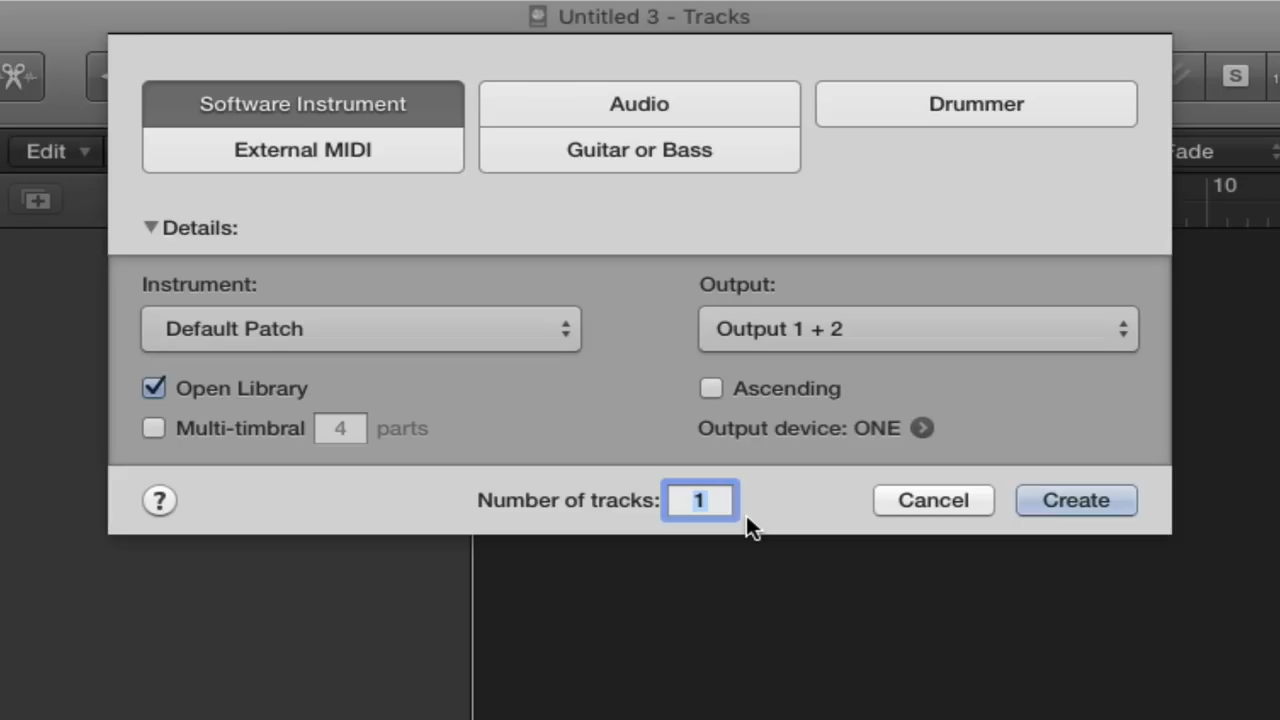 Untitled 3 - Tracks
Software Instrument
Audio
Drummer
External MIDI
Guitar or Bass
S
Edit
10
Details:
Instrument:
Output:
Default Patch
Output 1 + 2
Open Library
Ascending
Multi-timbral 4 parts
Output device: ONE
?
Number of tracks: 1
Cancel
Create